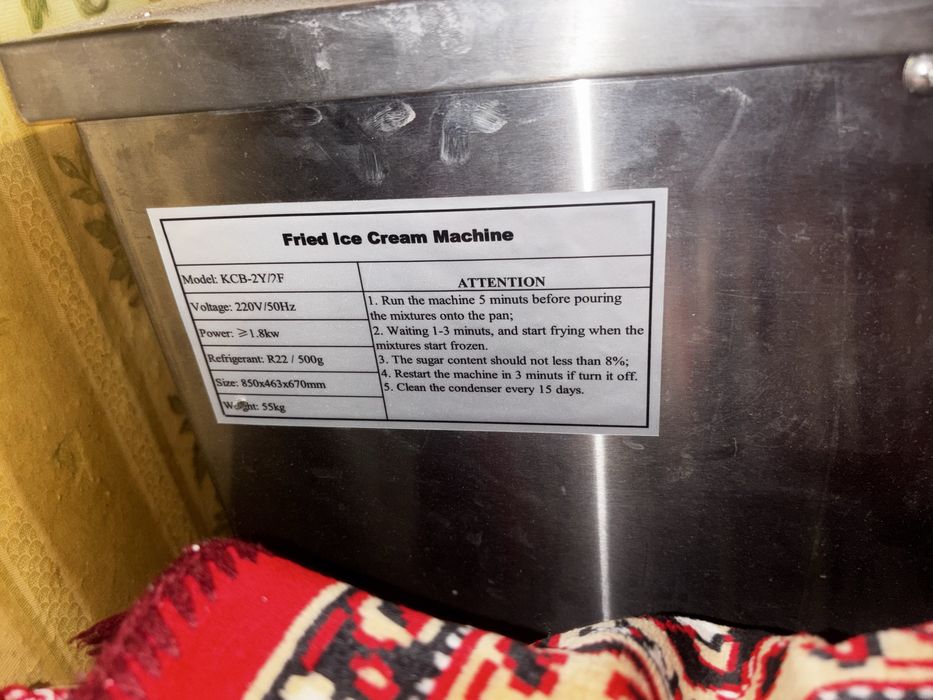 Fried Ice Cream Machine
Model: KCB-2Y/2F
Voltage: 220V/50Hz
Power: ≥1.8kw
Refrigerant: R22 / 500g
Size: 850x463x670mm
Weight: 55kg
ATTENTION
1. Run the machine 5 minuts before pouring
the mixtures onto the pan;
2. Waiting 1-3 minuts, and start frying when the
mixtures start frozen.
3. The sugar content should not less than 8%;
4. Restart the machine in 3 minuts if turn it off.
5. Clean the condenser every 15 days.